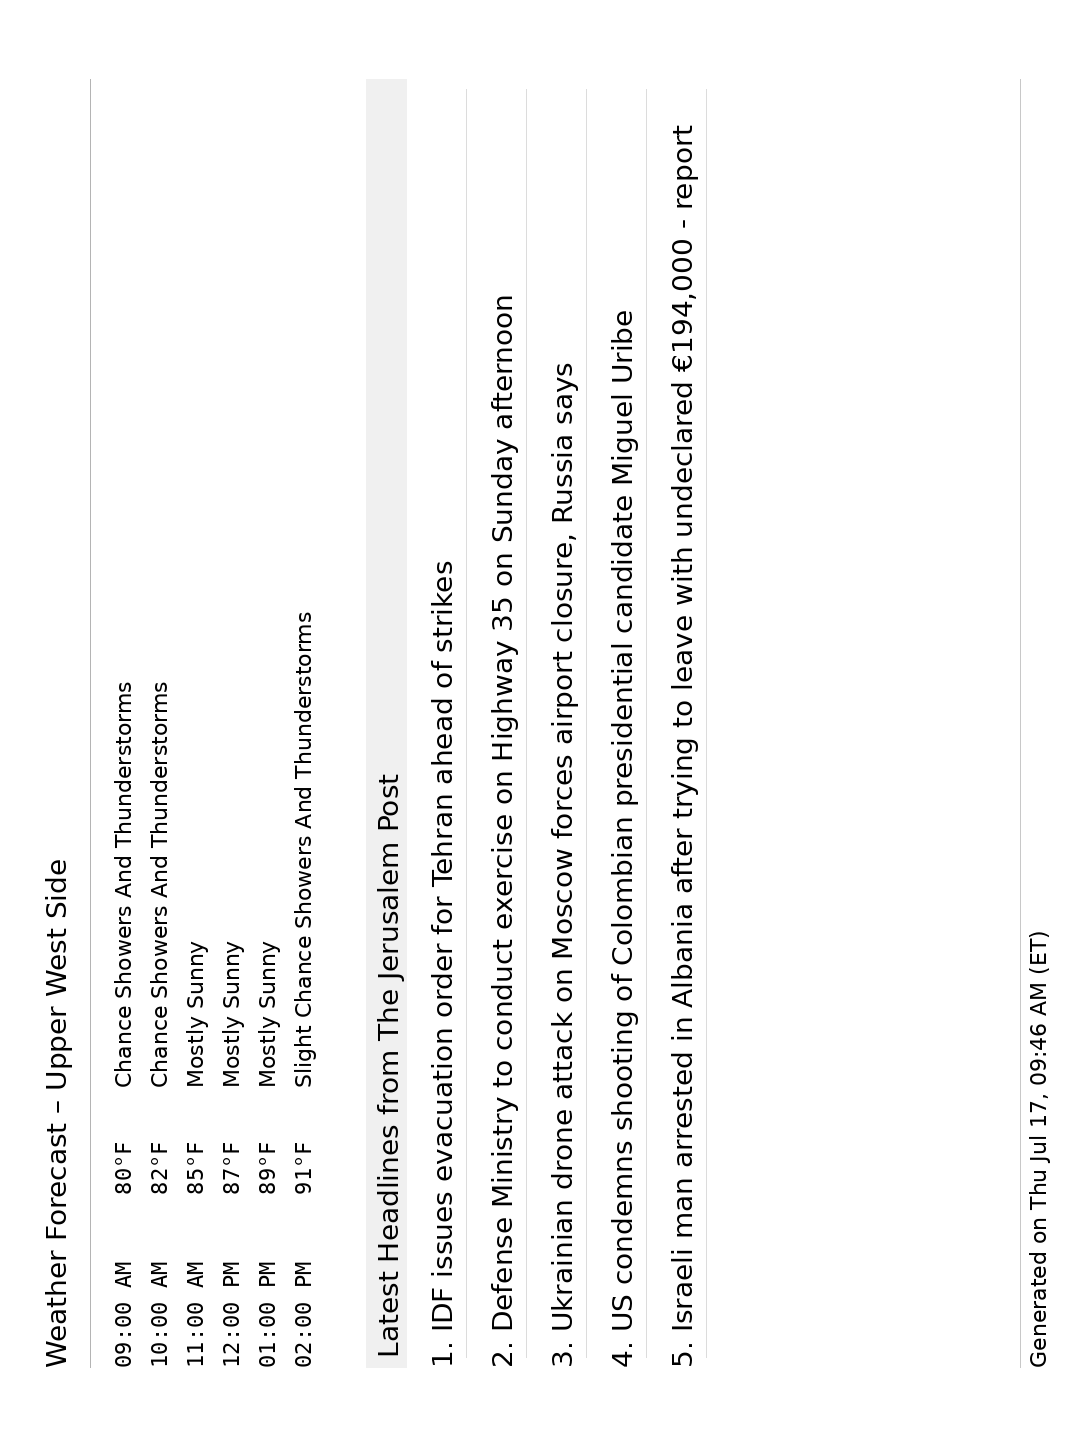 Weather Forecast – Upper West Side
09:00 AM 80°F Chance Showers And Thunderstorms
10:00 AM 82°F Chance Showers And Thunderstorms
11:00 AM 85°F Mostly Sunny
12:00 PM 87°F Mostly Sunny
01:00 PM 89°F Mostly Sunny
02:00 PM 91°F Slight Chance Showers And Thunderstorms
Latest Headlines from The Jerusalem Post
1. IDF issues evacuation order for Tehran ahead of strikes
2. Defense Ministry to conduct exercise on Highway 35 on Sunday afternoon
3. Ukrainian drone attack on Moscow forces airport closure, Russia says
4. US condemns shooting of Colombian presidential candidate Miguel Uribe
5. Israeli man arrested in Albania after trying to leave with undeclared €194,000 - report
Generated on Thu Jul 17, 09:46 AM (ET)